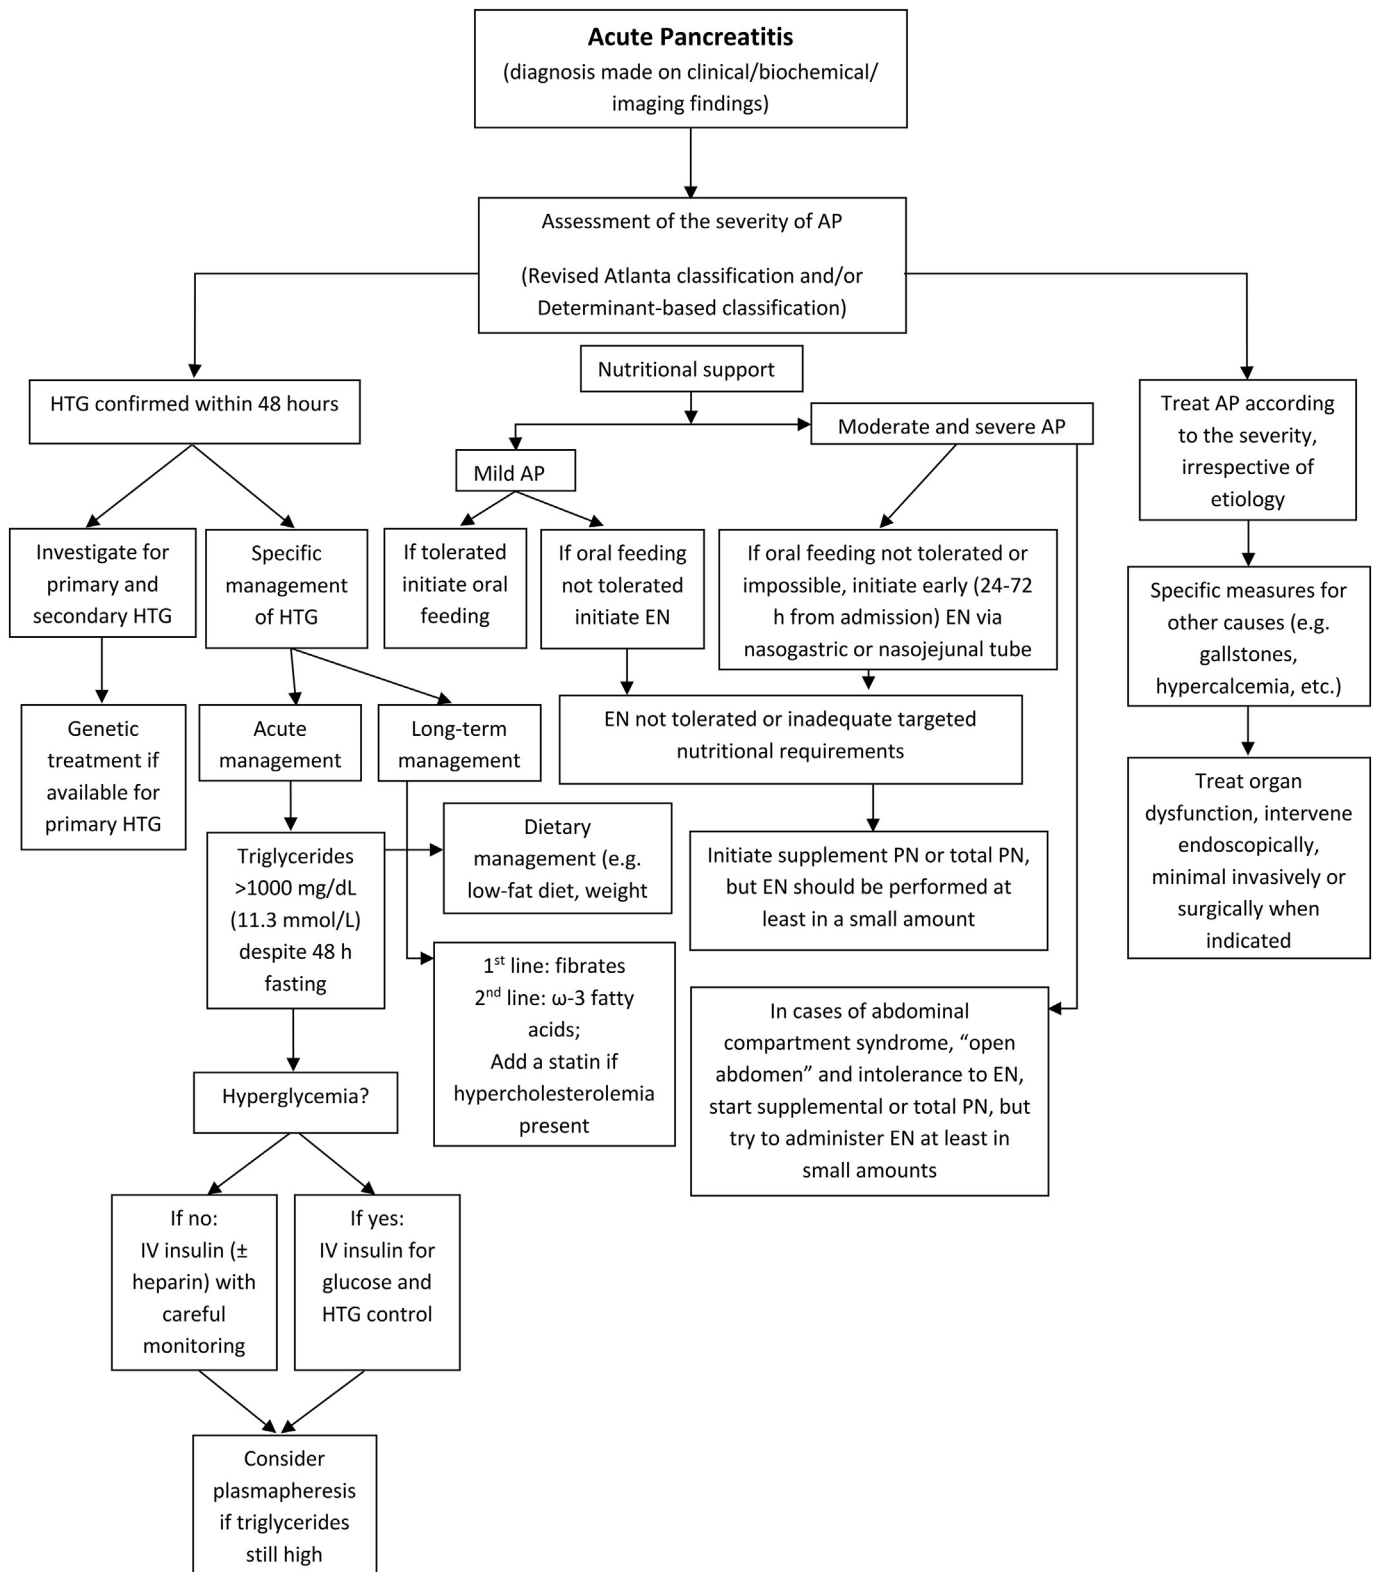 Acute Pancreatitis
(diagnosis made on clinical/biochemical/
imaging findings)
Assessment of the severity of AP
(Revised Atlanta classification and/or
Determinant-based classification)
HTG confirmed within 48 hours
Investigate for
primary and
secondary HTG
Genetic
treatment if
available for
primary HTG
Specific
management
of HTG
Acute
management
Long-term
management
Triglycerides
>1000 mg/dL
(11.3 mmol/L)
despite 48 h
fasting
Dietary
management (e.g.
low-fat diet, weight
1st line: fibrates
2nd line: ω-3 fatty
acids;
Add a statin if
hypercholesterolemia
present
Hyperglycemia?
If no:
IV insulin (±
heparin) with
careful
monitoring
If yes:
IV insulin for
glucose and
HTG control
Consider
plasmapheresis
if triglycerides
still high
Nutritional support
Mild AP
If tolerated
initiate oral
feeding
If oral feeding
not tolerated
initiate EN
Moderate and severe AP
If oral feeding not tolerated or
impossible, initiate early (24-72
h from admission) EN via
nasogastric or nasojejunal tube
EN not tolerated or inadequate targeted
nutritional requirements
Initiate supplement PN or total PN,
but EN should be performed at
least in a small amount
In cases of abdominal
compartment syndrome, “open
abdomen” and intolerance to EN,
start supplemental or total PN, but
try to administer EN at least in
small amounts
Treat AP according
to the severity,
irrespective of
etiology
Specific measures for
other causes (e.g.
gallstones,
hypercalcemia, etc.)
Treat organ
dysfunction, intervene
endoscopically,
minimal invasively or
surgically when
indicated